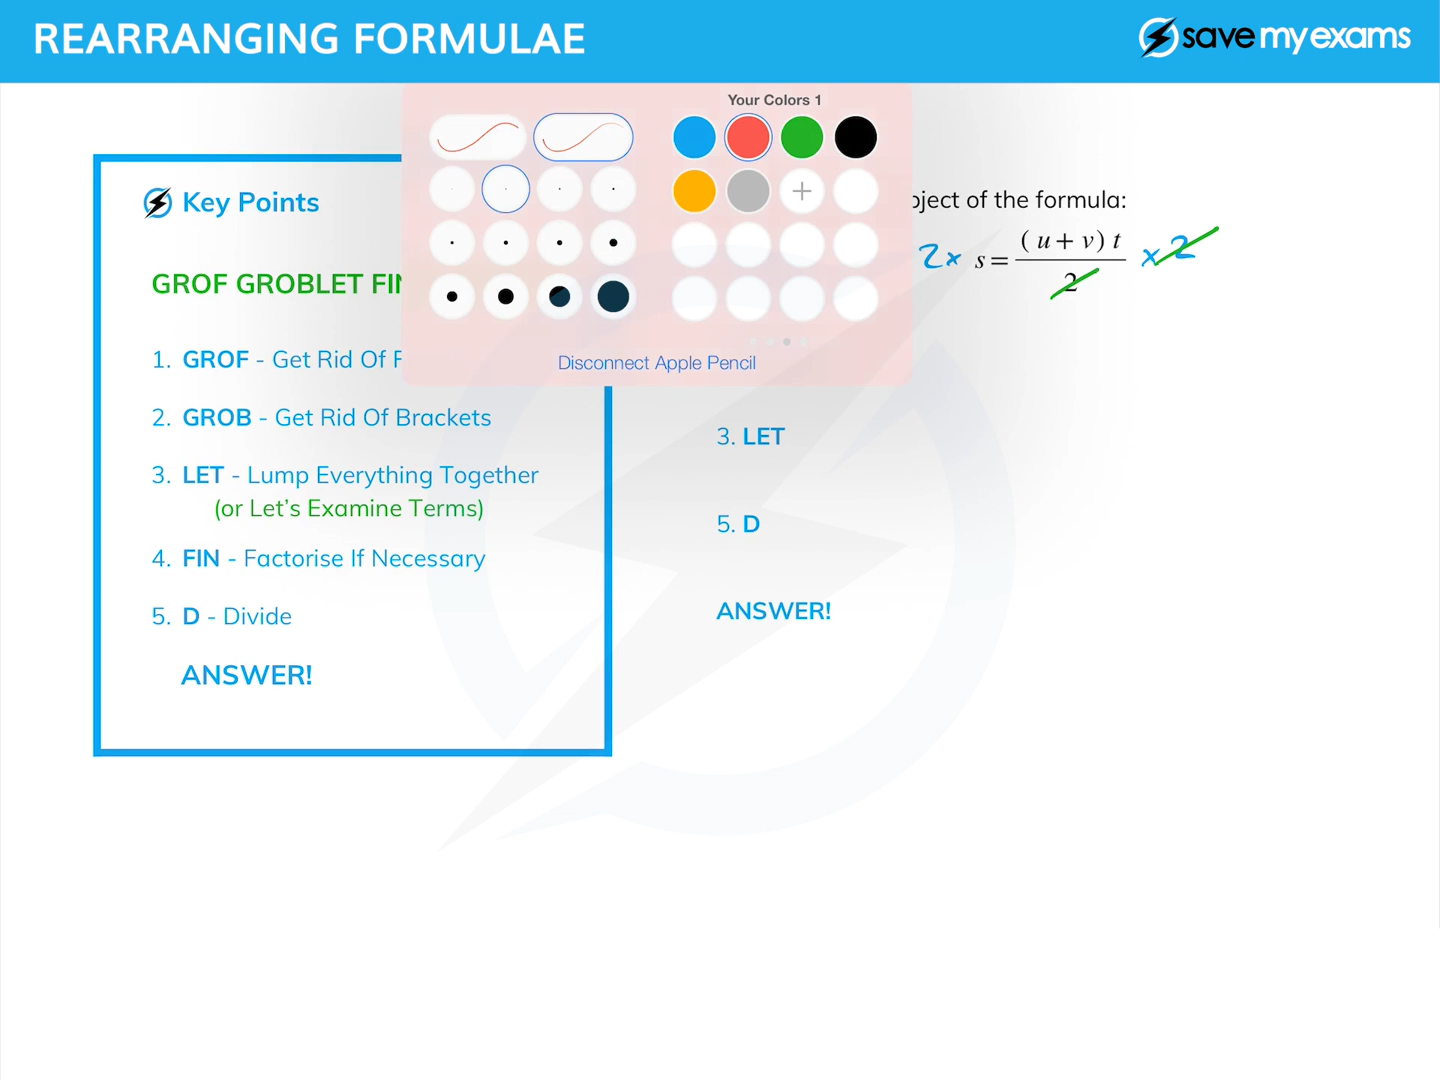 REARRANGING FORMULAE
save my exams
Your Colors 1
Disconnect Apple Pencil
Key Points
GROF GROBLET FIN
1. GROF - Get Rid Of F
2. GROB - Get Rid Of Brackets
3. LET - Lump Everything Together
(or Let's Examine Terms)
4. FIN - Factorise If Necessary
5. D - Divide
ANSWER!
bject of the formula:
2× s = (u + v) t / 2 ×2
3. LET
5. D
ANSWER!